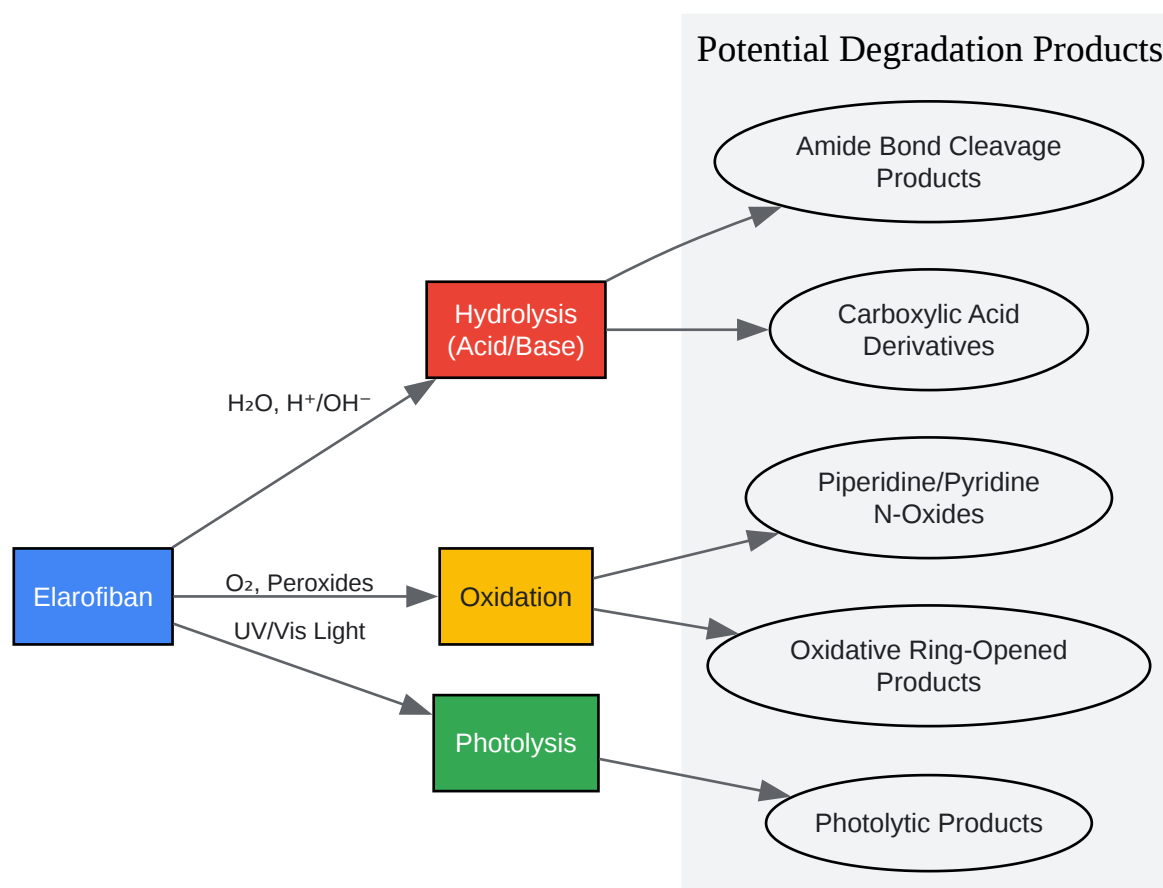 Potential Degradation Products
Amide Bond Cleavage
Products
Hydrolysis
(Acid/Base)
Carboxylic Acid
Derivatives
H₂O, H⁺/OH⁻
Piperidine/Pyridine
N-Oxides
Elarofiban
O₂, Peroxides
Oxidation
UV/Vis Light
Oxidative Ring-Opened
Products
Photolysis
Photolytic Products